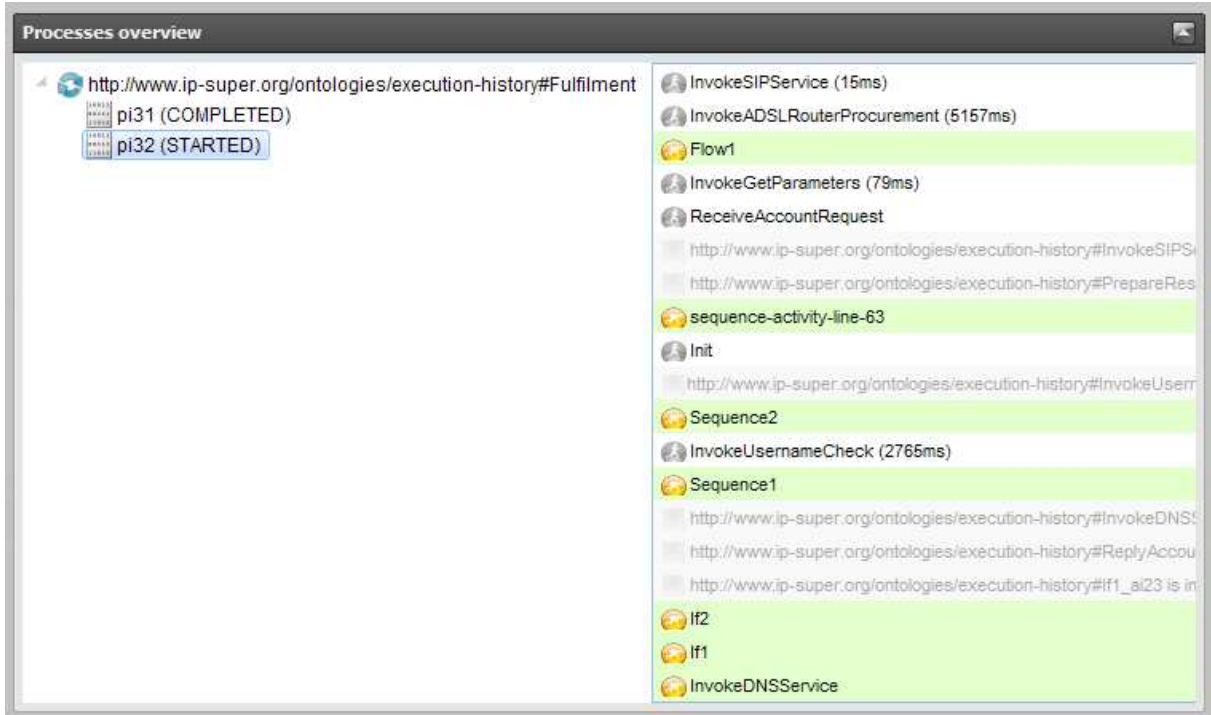 Processes overview
http://www.ip-super.org/ontologies/execution-history#Fulfilment
pi31 (COMPLETED)
pi32 (STARTED)
InvokeSIPService (15ms)
InvokeADSLRouterProcurement (5157ms)
Flow1
InvokeGetParameters (79ms)
ReceiveAccountRequest
http://www.ip-super.org/ontologies/execution-history#InvokeSIPSe
http://www.ip-super.org/ontologies/execution-history#PrepareRes
sequence-activity-line-63
Init
http://www.ip-super.org/ontologies/execution-history#InvokeUsern
Sequence2
InvokeUsernameCheck (2765ms)
Sequence1
http://www.ip-super.org/ontologies/execution-history#InvokeDNSS
http://www.ip-super.org/ontologies/execution-history#ReplyAccou
http://www.ip-super.org/ontologies/execution-history#If1_ai23 is in
If2
If1
InvokeDNSService